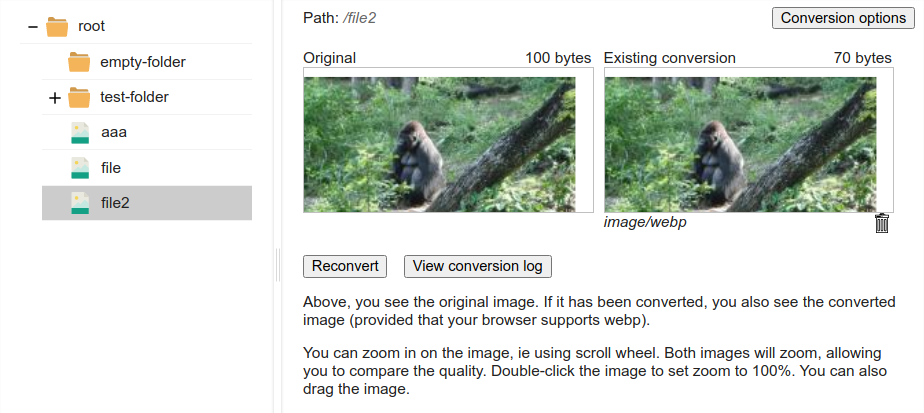 root
empty-folder
test-folder
aaa
file
file2
Path: /file2
Conversion options
Original 100 bytes
Existing conversion 70 bytes
image/webp
Reconvert
View conversion log
Above, you see the original image. If it has been converted, you also see the converted
image (provided that your browser supports webp).
You can zoom in on the image, ie using scroll wheel. Both images will zoom, allowing
you to compare the quality. Double-click the image to set zoom to 100%. You can also
drag the image.